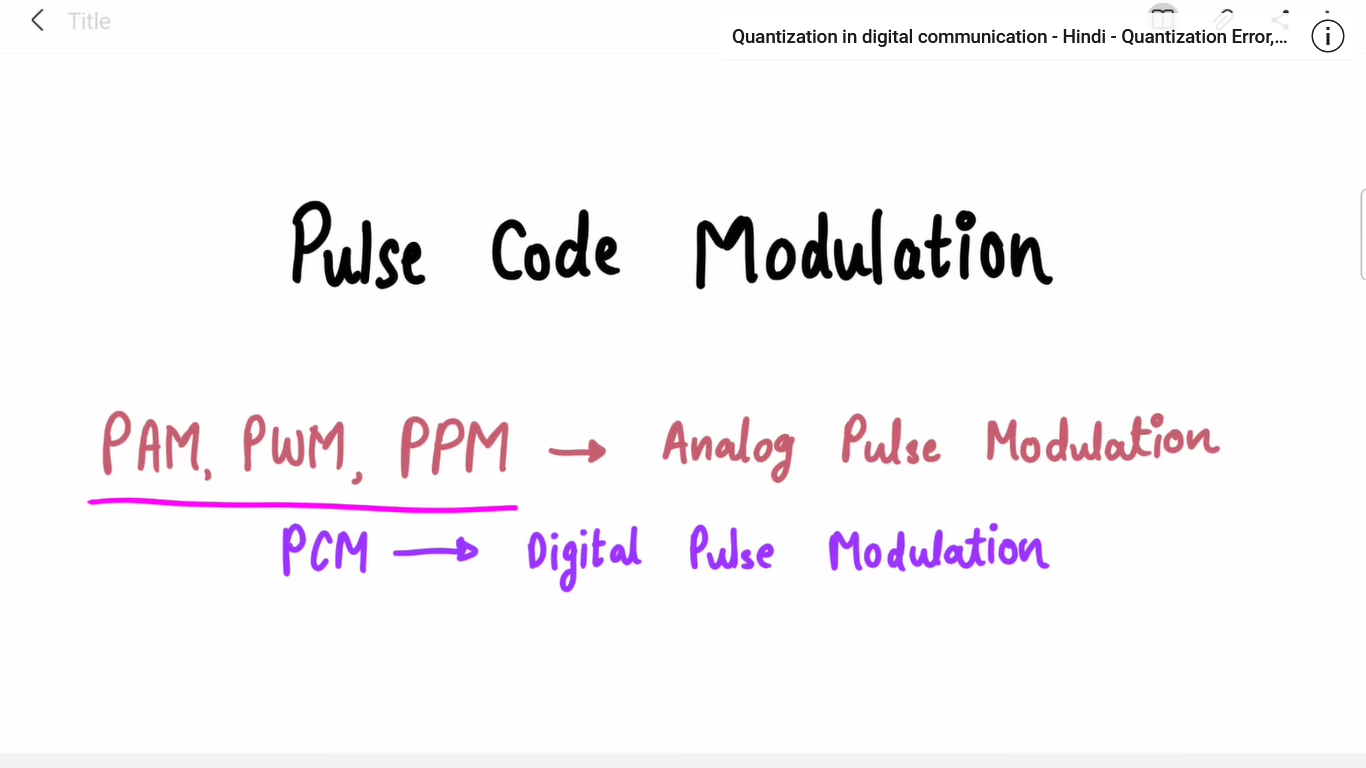 Title
Quantization in digital communication - Hindi - Quantization Error,...
Pulse Code Modulation
PAM, PWM, PPM → Analog Pulse Modulation
PCM → Digital Pulse Modulation